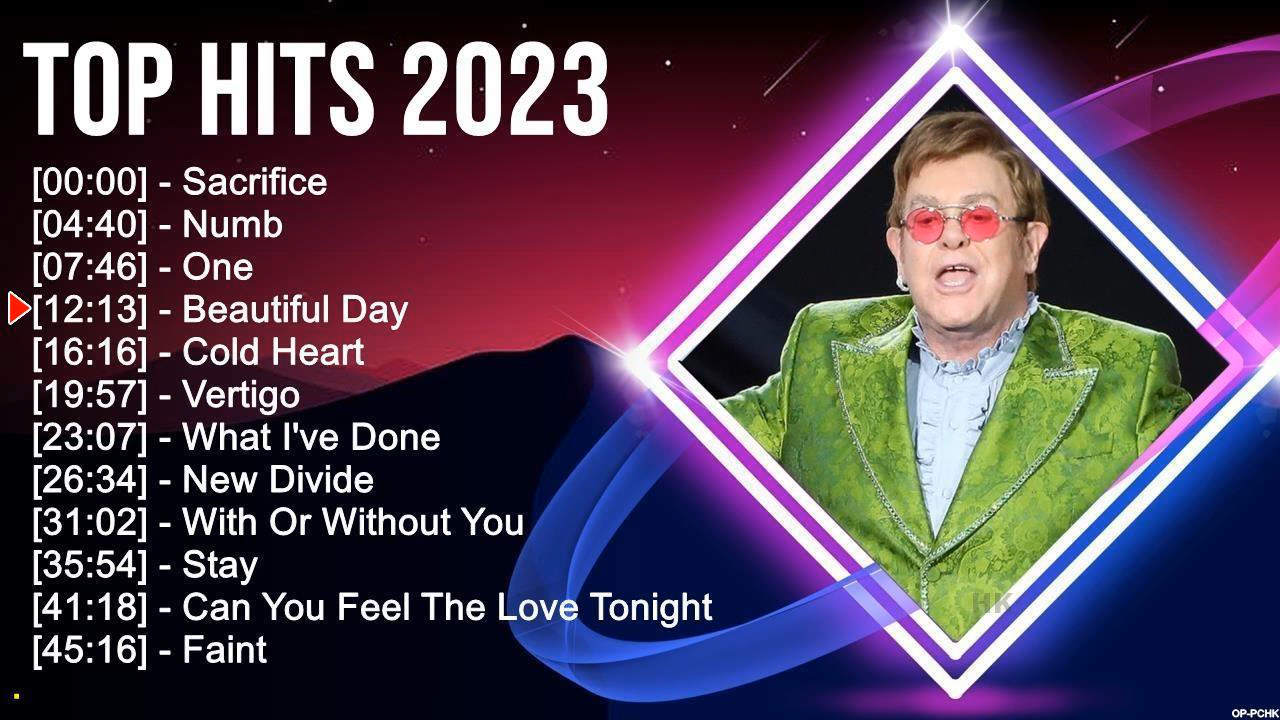 TOP HITS 2023
[00:00] - Sacrifice
[04:40] - Numb
[07:46] - One
[12:13] - Beautiful Day
[16:16] - Cold Heart
[19:57] - Vertigo
[23:07] - What I've Done
[26:34] - New Divide
[31:02] - With Or Without You
[35:54] - Stay
[41:18] - Can You Feel The Love Tonight
[45:16] - Faint
HK
OP-PCHK